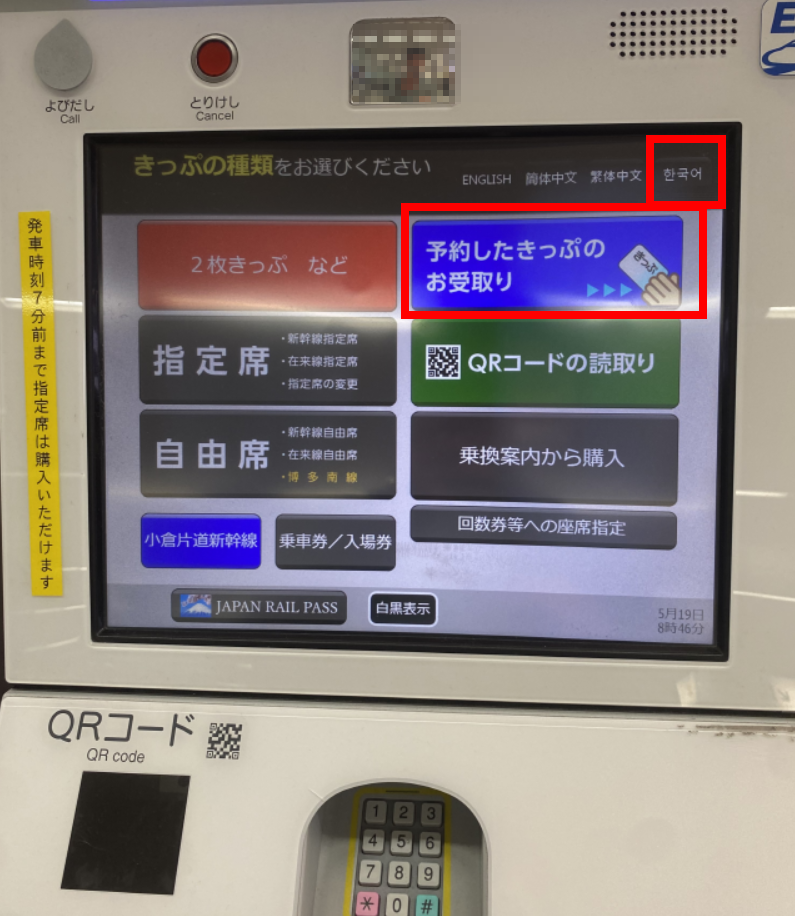 よびだし
Call
とりけし
Cancel
きっぷの種類をお選びください
ENGLISH 簡体中文 繁体中文 한국어
発車時刻7分前まで指定席は購入いただけます
2枚きっぷ など
予約したきっぷの
お受取り
きっぷ
指定席
・新幹線指定席
・在来線指定席
・指定席の変更
QRコードの読取り
自由席
・新幹線自由席
・在来線自由席
・博多南線
乗換案内から購入
小倉片道新幹線
乗車券／入場券
回数券等への座席指定
JAPAN RAIL PASS
白黒表示
5月19日
8時46分
QRコード
QR code
1 2 3
4 5 6
7 8 9
* 0 #